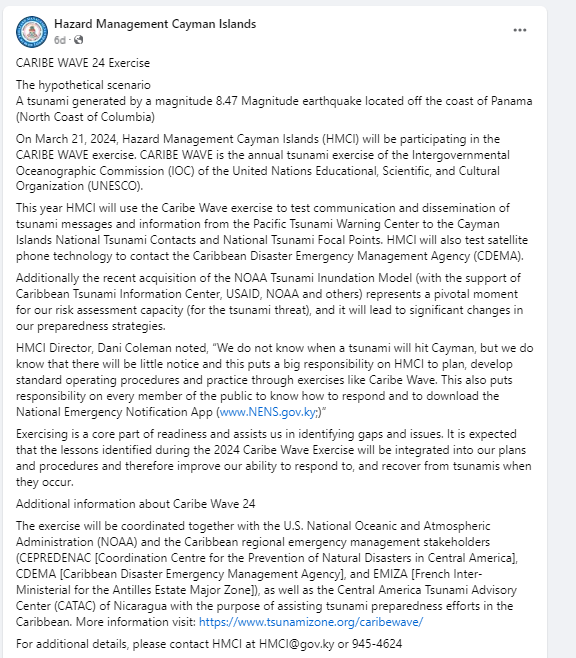 Hazard Management Cayman Islands
6d ·
CARIBE WAVE 24 Exercise
The hypothetical scenario
A tsunami generated by a magnitude 8.47 Magnitude earthquake located off the coast of Panama
(North Coast of Columbia)
On March 21, 2024, Hazard Management Cayman Islands (HMCI) will be participating in the
CARIBE WAVE exercise. CARIBE WAVE is the annual tsunami exercise of the Intergovernmental
Oceanographic Commission (IOC) of the United Nations Educational, Scientific, and Cultural
Organization (UNESCO).
This year HMCI will use the Caribe Wave exercise to test communication and dissemination of
tsunami messages and information from the Pacific Tsunami Warning Center to the Cayman
Islands National Tsunami Contacts and National Tsunami Focal Points. HMCI will also test satellite
phone technology to contact the Caribbean Disaster Emergency Management Agency (CDEMA).
Additionally the recent acquisition of the NOAA Tsunami Inundation Model (with the support of
Caribbean Tsunami Information Center, USAID, NOAA and others) represents a pivotal moment
for our risk assessment capacity (for the tsunami threat), and it will lead to significant changes in
our preparedness strategies.
HMCI Director, Dani Coleman noted, “We do not know when a tsunami will hit Cayman, but we do
know that there will be little notice and this puts a big responsibility on HMCI to plan, develop
standard operating procedures and practice through exercises like Caribe Wave. This also puts
responsibility on every member of the public to know how to respond and to download the
National Emergency Notification App (www.NENS.gov.ky;)”
Exercising is a core part of readiness and assists us in identifying gaps and issues. It is expected
that the lessons identified during the 2024 Caribe Wave Exercise will be integrated into our plans
and procedures and therefore improve our ability to respond to, and recover from tsunamis when
they occur.
Additional information about Caribe Wave 24
The exercise will be coordinated together with the U.S. National Oceanic and Atmospheric
Administration (NOAA) and the Caribbean regional emergency management stakeholders
(CEPREDENAC [Coordination Centre for the Prevention of Natural Disasters in Central America],
CDEMA [Caribbean Disaster Emergency Management Agency], and EMIZA [French Inter-
Ministerial for the Antilles Estate Major Zone]), as well as the Central America Tsunami Advisory
Center (CATAC) of Nicaragua with the purpose of assisting tsunami preparedness efforts in the
Caribbean. More information visit: https://www.tsunamizone.org/caribewave/
For additional details, please contact HMCI at HMCI@gov.ky or 945-4624